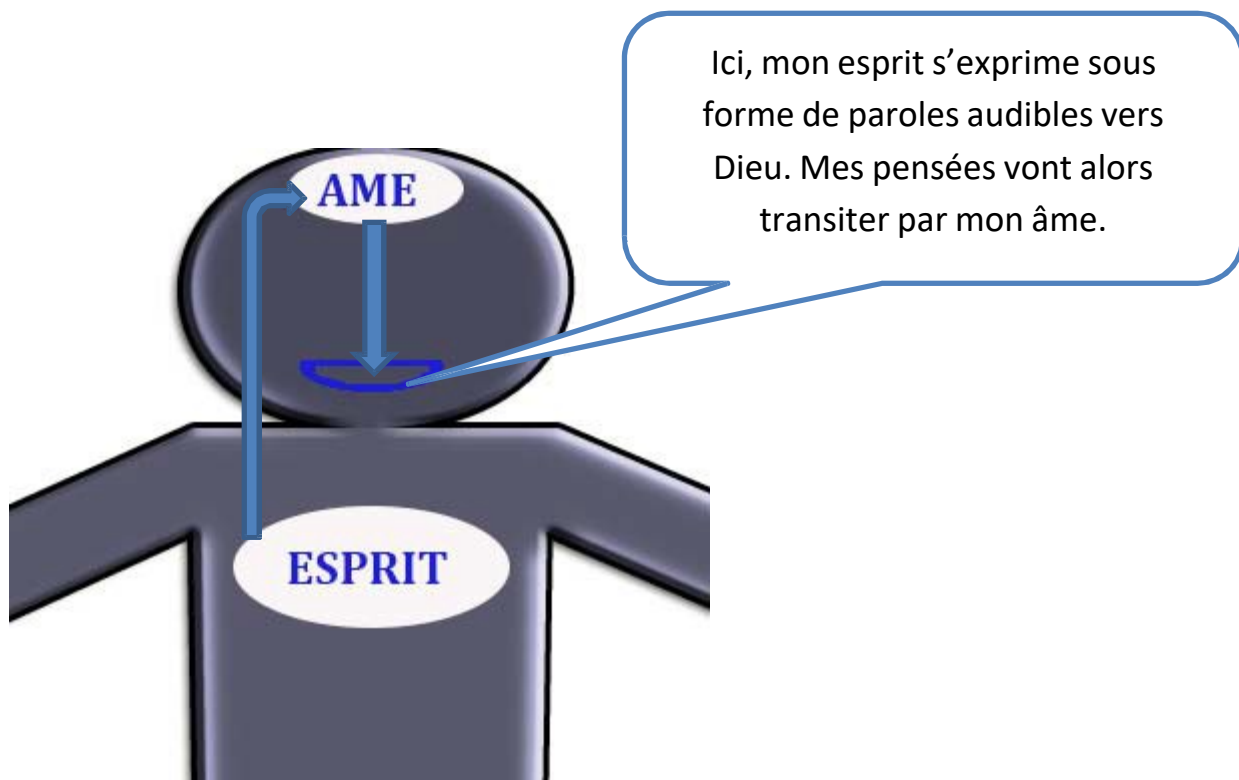 Ici, mon esprit s’exprime sous
forme de paroles audibles vers
Dieu. Mes pensées vont alors
transiter par mon âme.
AME
ESPRIT